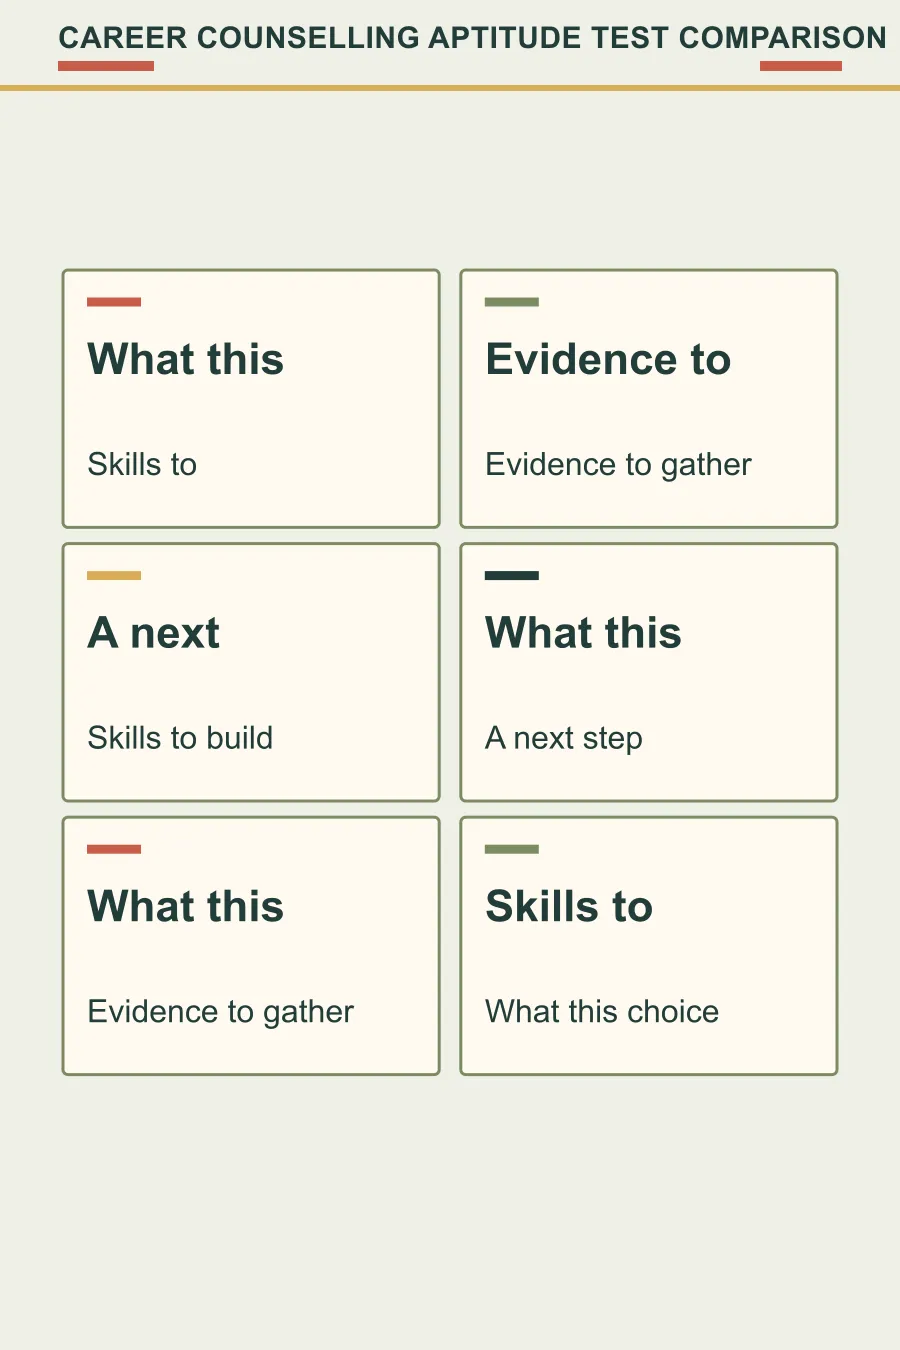 CAREER COUNSELLING APTITUDE TEST COMPARISON
What this
Skills to
Evidence to
Evidence to gather
A next
Skills to build
What this
A next step
What this
Evidence to gather
Skills to
What this choice